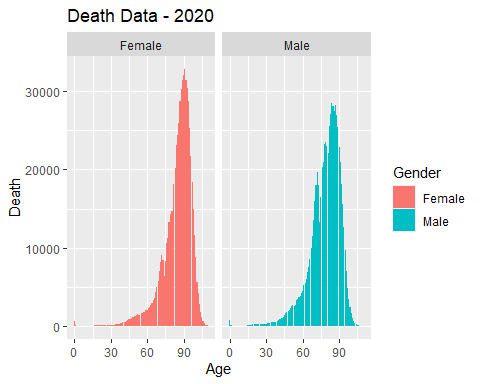 Death Data - 2020
Female
Male
30000
20000
10000
0
Death
0
30
60
90
0
30
60
90
Age
Gender
Female
Male